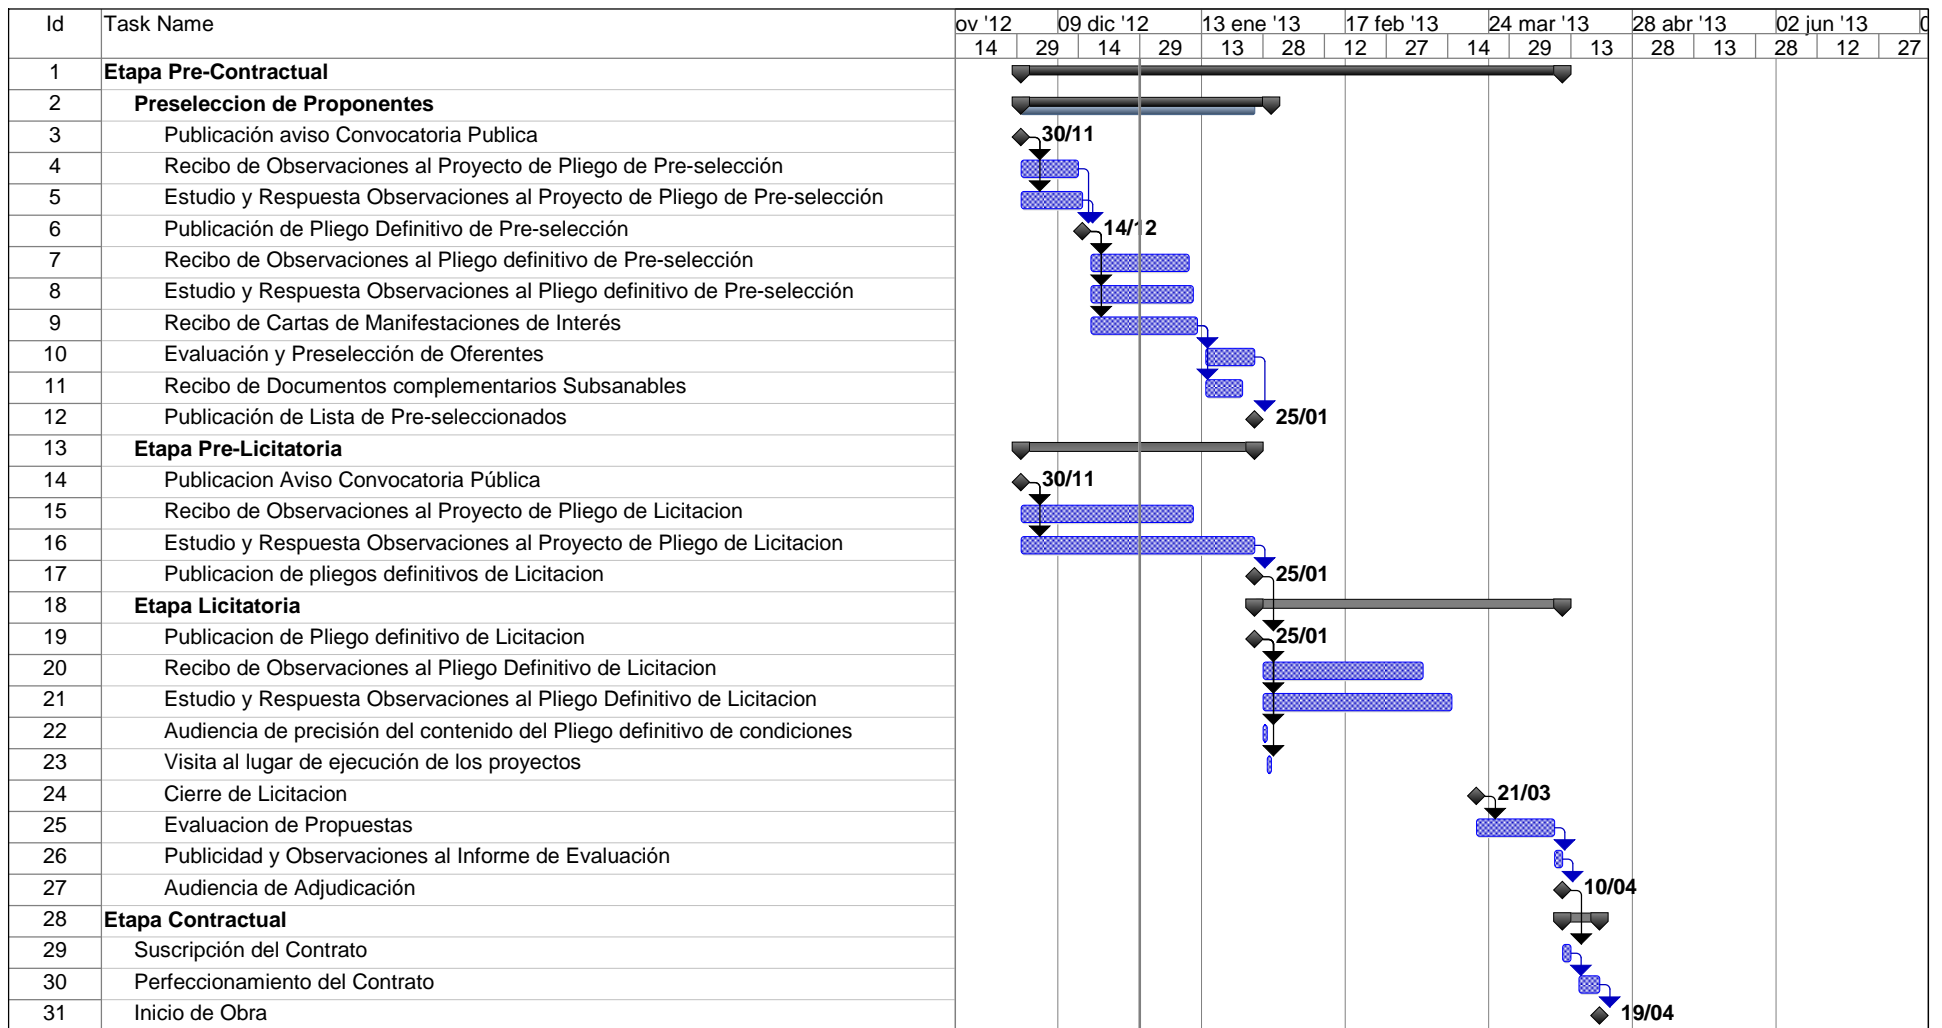 Id Task Name ov '12 09 dic '12 13 ene '13 17 feb '13 24 mar '13 28 abr '13 02 jun '13
14 29 14 29 13 28 12 27 14 29 13 28 13 28 12 27
1 Etapa Pre-Contractual
2 Preseleccion de Proponentes
3 Publicación aviso Convocatoria Publica 30/11
4 Recibo de Observaciones al Proyecto de Pliego de Pre-selección
5 Estudio y Respuesta Observaciones al Proyecto de Pliego de Pre-selección
6 Publicación de Pliego Definitivo de Pre-selección 14/12
7 Recibo de Observaciones al Pliego definitivo de Pre-selección
8 Estudio y Respuesta Observaciones al Pliego definitivo de Pre-selección
9 Recibo de Cartas de Manifestaciones de Interés
10 Evaluación y Preselección de Oferentes
11 Recibo de Documentos complementarios Subsanables
12 Publicación de Lista de Pre-seleccionados 25/01
13 Etapa Pre-Licitatoria
14 Publicacion Aviso Convocatoria Pública 30/11
15 Recibo de Observaciones al Proyecto de Pliego de Licitacion
16 Estudio y Respuesta Observaciones al Proyecto de Pliego de Licitacion
17 Publicacion de pliegos definitivos de Licitacion 25/01
18 Etapa Licitatoria
19 Publicacion de Pliego definitivo de Licitacion 25/01
20 Recibo de Observaciones al Pliego Definitivo de Licitacion
21 Estudio y Respuesta Observaciones al Pliego Definitivo de Licitacion
22 Audiencia de precisión del contenido del Pliego definitivo de condiciones
23 Visita al lugar de ejecución de los proyectos
24 Cierre de Licitacion 21/03
25 Evaluacion de Propuestas
26 Publicidad y Observaciones al Informe de Evaluación
27 Audiencia de Adjudicación 10/04
28 Etapa Contractual
29 Suscripción del Contrato
30 Perfeccionamiento del Contrato
31 Inicio de Obra 19/04